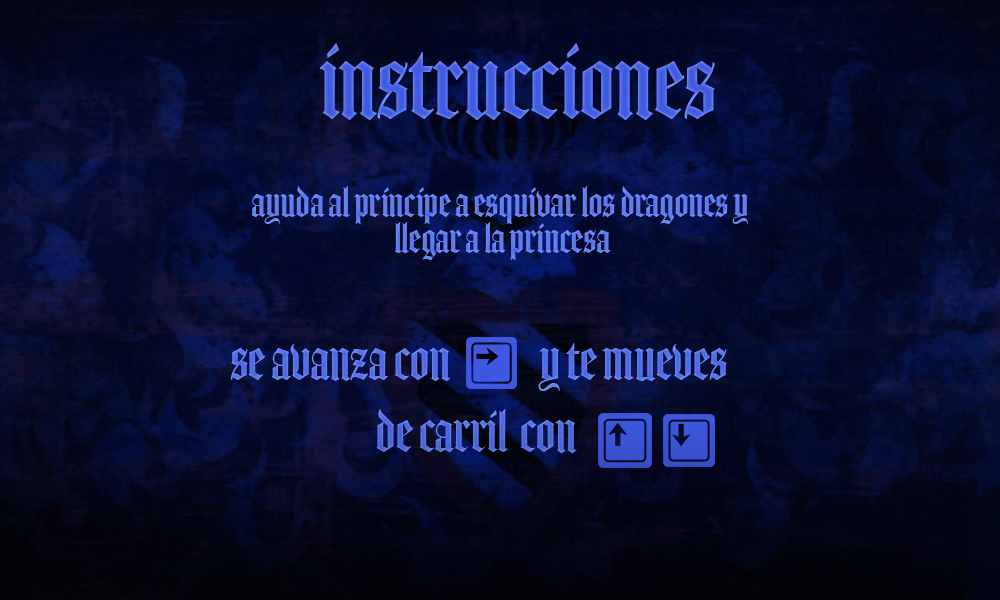 instrucciones
ayuda al príncipe a esquivar los dragones y
llegar a la princesa
se avanza con → y te mueves
de carril con ↑ ↓